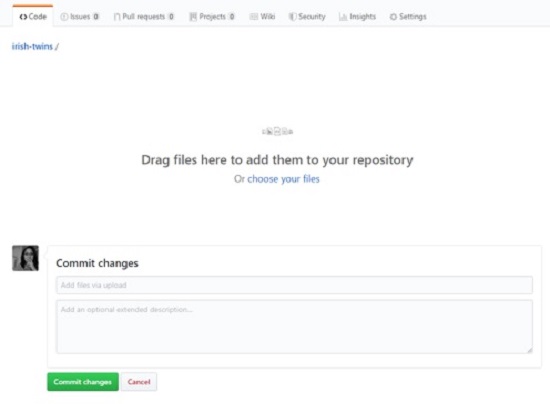 Code Issues 0 Pull requests 0 Projects 0 Wiki Security Insights Settings
irish-twins /
Drag files here to add them to your repository
Or choose your files
Commit changes
Add files via upload
Add an optional extended description...
Commit changes Cancel